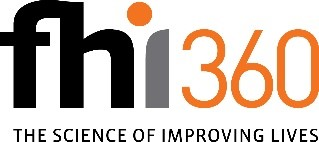 fhi360
THE SCIENCE OF IMPROVING LIVES